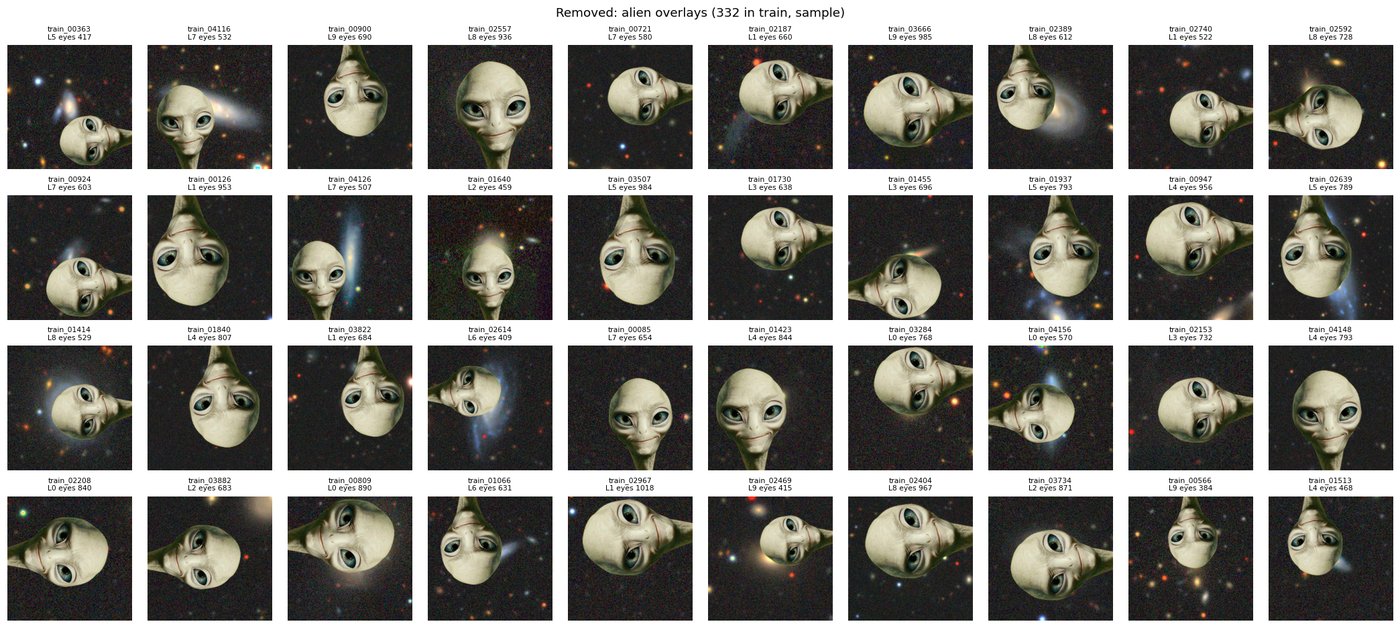 Removed: alien overlays (332 in train, sample)
train_00363
L5 eyes 417
train_04116
L7 eyes 532
train_00900
L9 eyes 690
train_02557
L8 eyes 936
train_00721
L7 eyes 580
train_02187
L1 eyes 660
train_03666
L9 eyes 985
train_02389
L8 eyes 612
train_02740
L1 eyes 522
train_02592
L8 eyes 728
train_00924
L7 eyes 603
train_00126
L1 eyes 953
train_04126
L7 eyes 507
train_01640
L2 eyes 459
train_03507
L5 eyes 984
train_01730
L3 eyes 638
train_01455
L3 eyes 696
train_01937
L5 eyes 793
train_00947
L4 eyes 956
train_02639
L5 eyes 789
train_01414
L8 eyes 529
train_01840
L4 eyes 807
train_03822
L1 eyes 684
train_02614
L6 eyes 409
train_00085
L7 eyes 654
train_01423
L4 eyes 844
train_03284
L0 eyes 768
train_04156
L0 eyes 570
train_02153
L3 eyes 732
train_04148
L4 eyes 793
train_02208
L0 eyes 840
train_03882
L2 eyes 683
train_00809
L0 eyes 890
train_01066
L6 eyes 631
train_02967
L1 eyes 1018
train_02469
L9 eyes 415
train_02404
L8 eyes 967
train_03734
L2 eyes 871
train_00566
L9 eyes 384
train_01513
L4 eyes 468